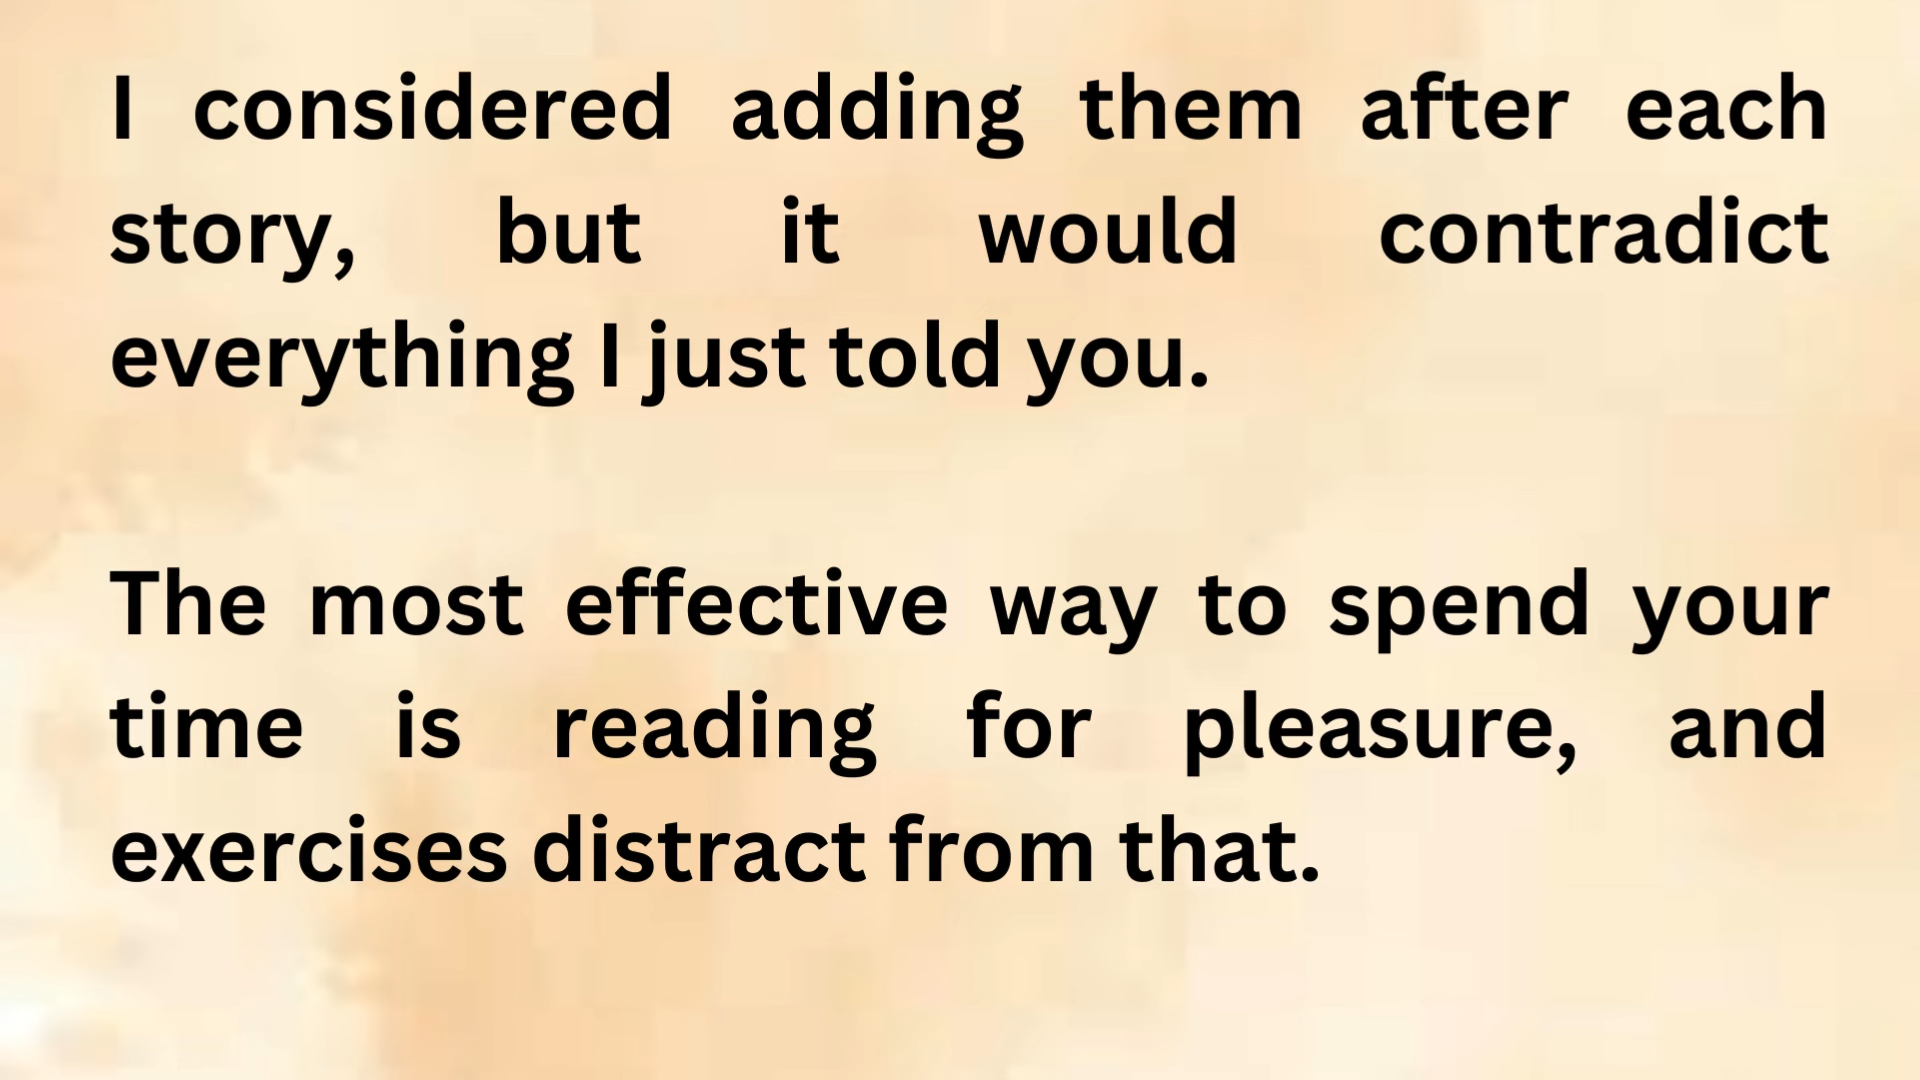 I considered adding them after each
story, but it would contradict
everything I just told you.
The most effective way to spend your
time is reading for pleasure, and
exercises distract from that.